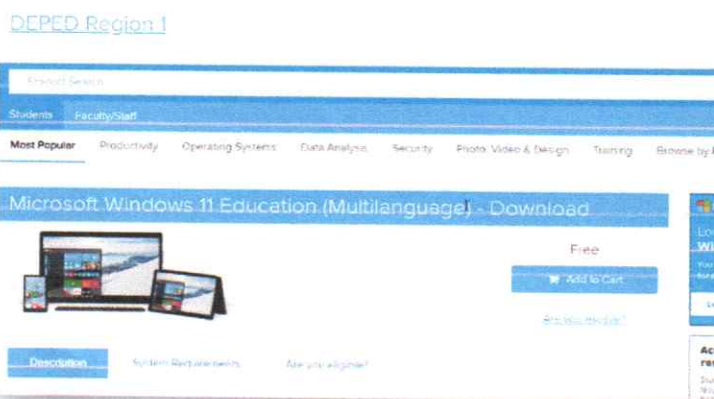 DEPED Region 1
Product Search
Students Faculty/Staff
Most Popular Productivity Operating Systems Data Analysis Security Photo, Video & Design Training Browse by
Microsoft Windows 11 Education (Multilanguage) - Download
Free
Add to Cart
Are you eligible?
Description System Requirements Are you eligible?